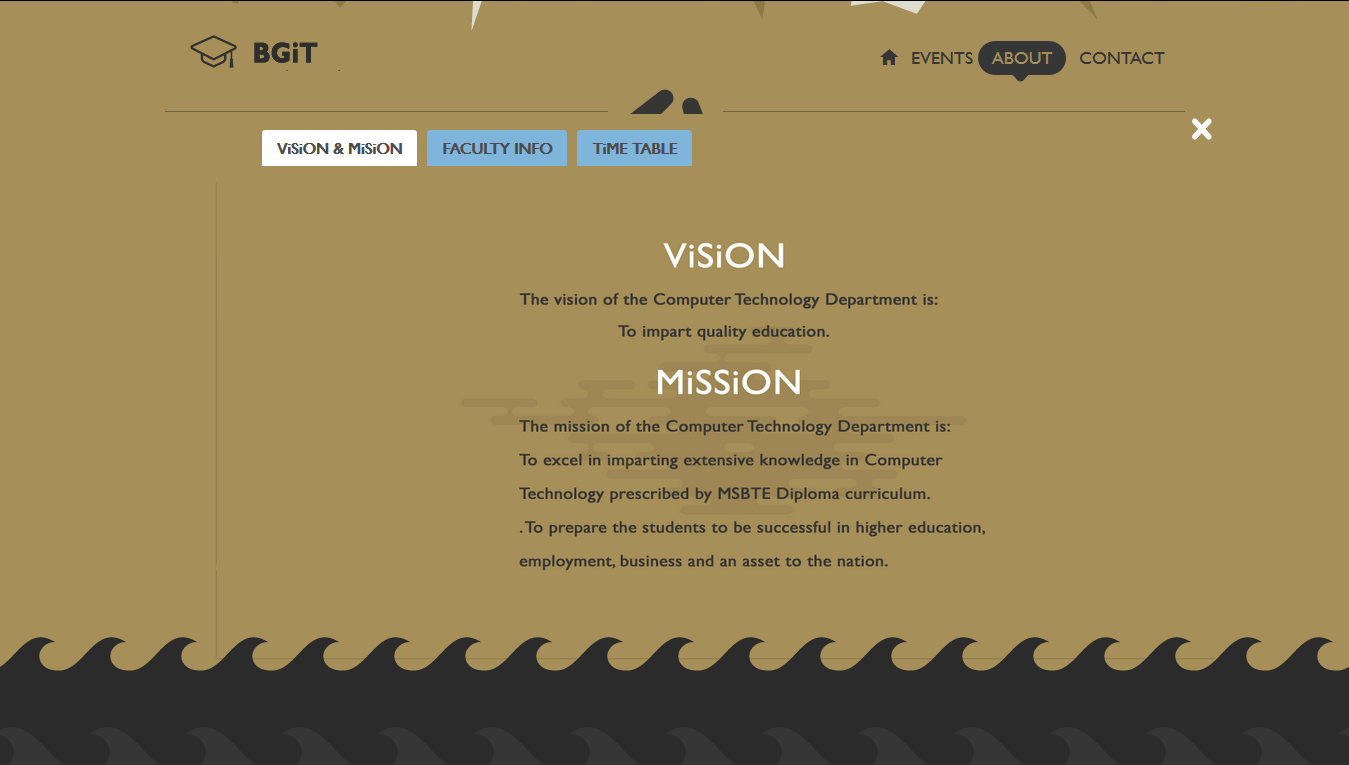 BGiT
EVENTS
ABOUT
CONTACT
ViSiON & MiSiON
FACULTY INFO
TiME TABLE
ViSiON
The vision of the Computer Technology Department is:
To impart quality education.
MiSSiON
The mission of the Computer Technology Department is:
To excel in imparting extensive knowledge in Computer
Technology prescribed by MSBTE Diploma curriculum.
. To prepare the students to be successful in higher education,
employment, business and an asset to the nation.